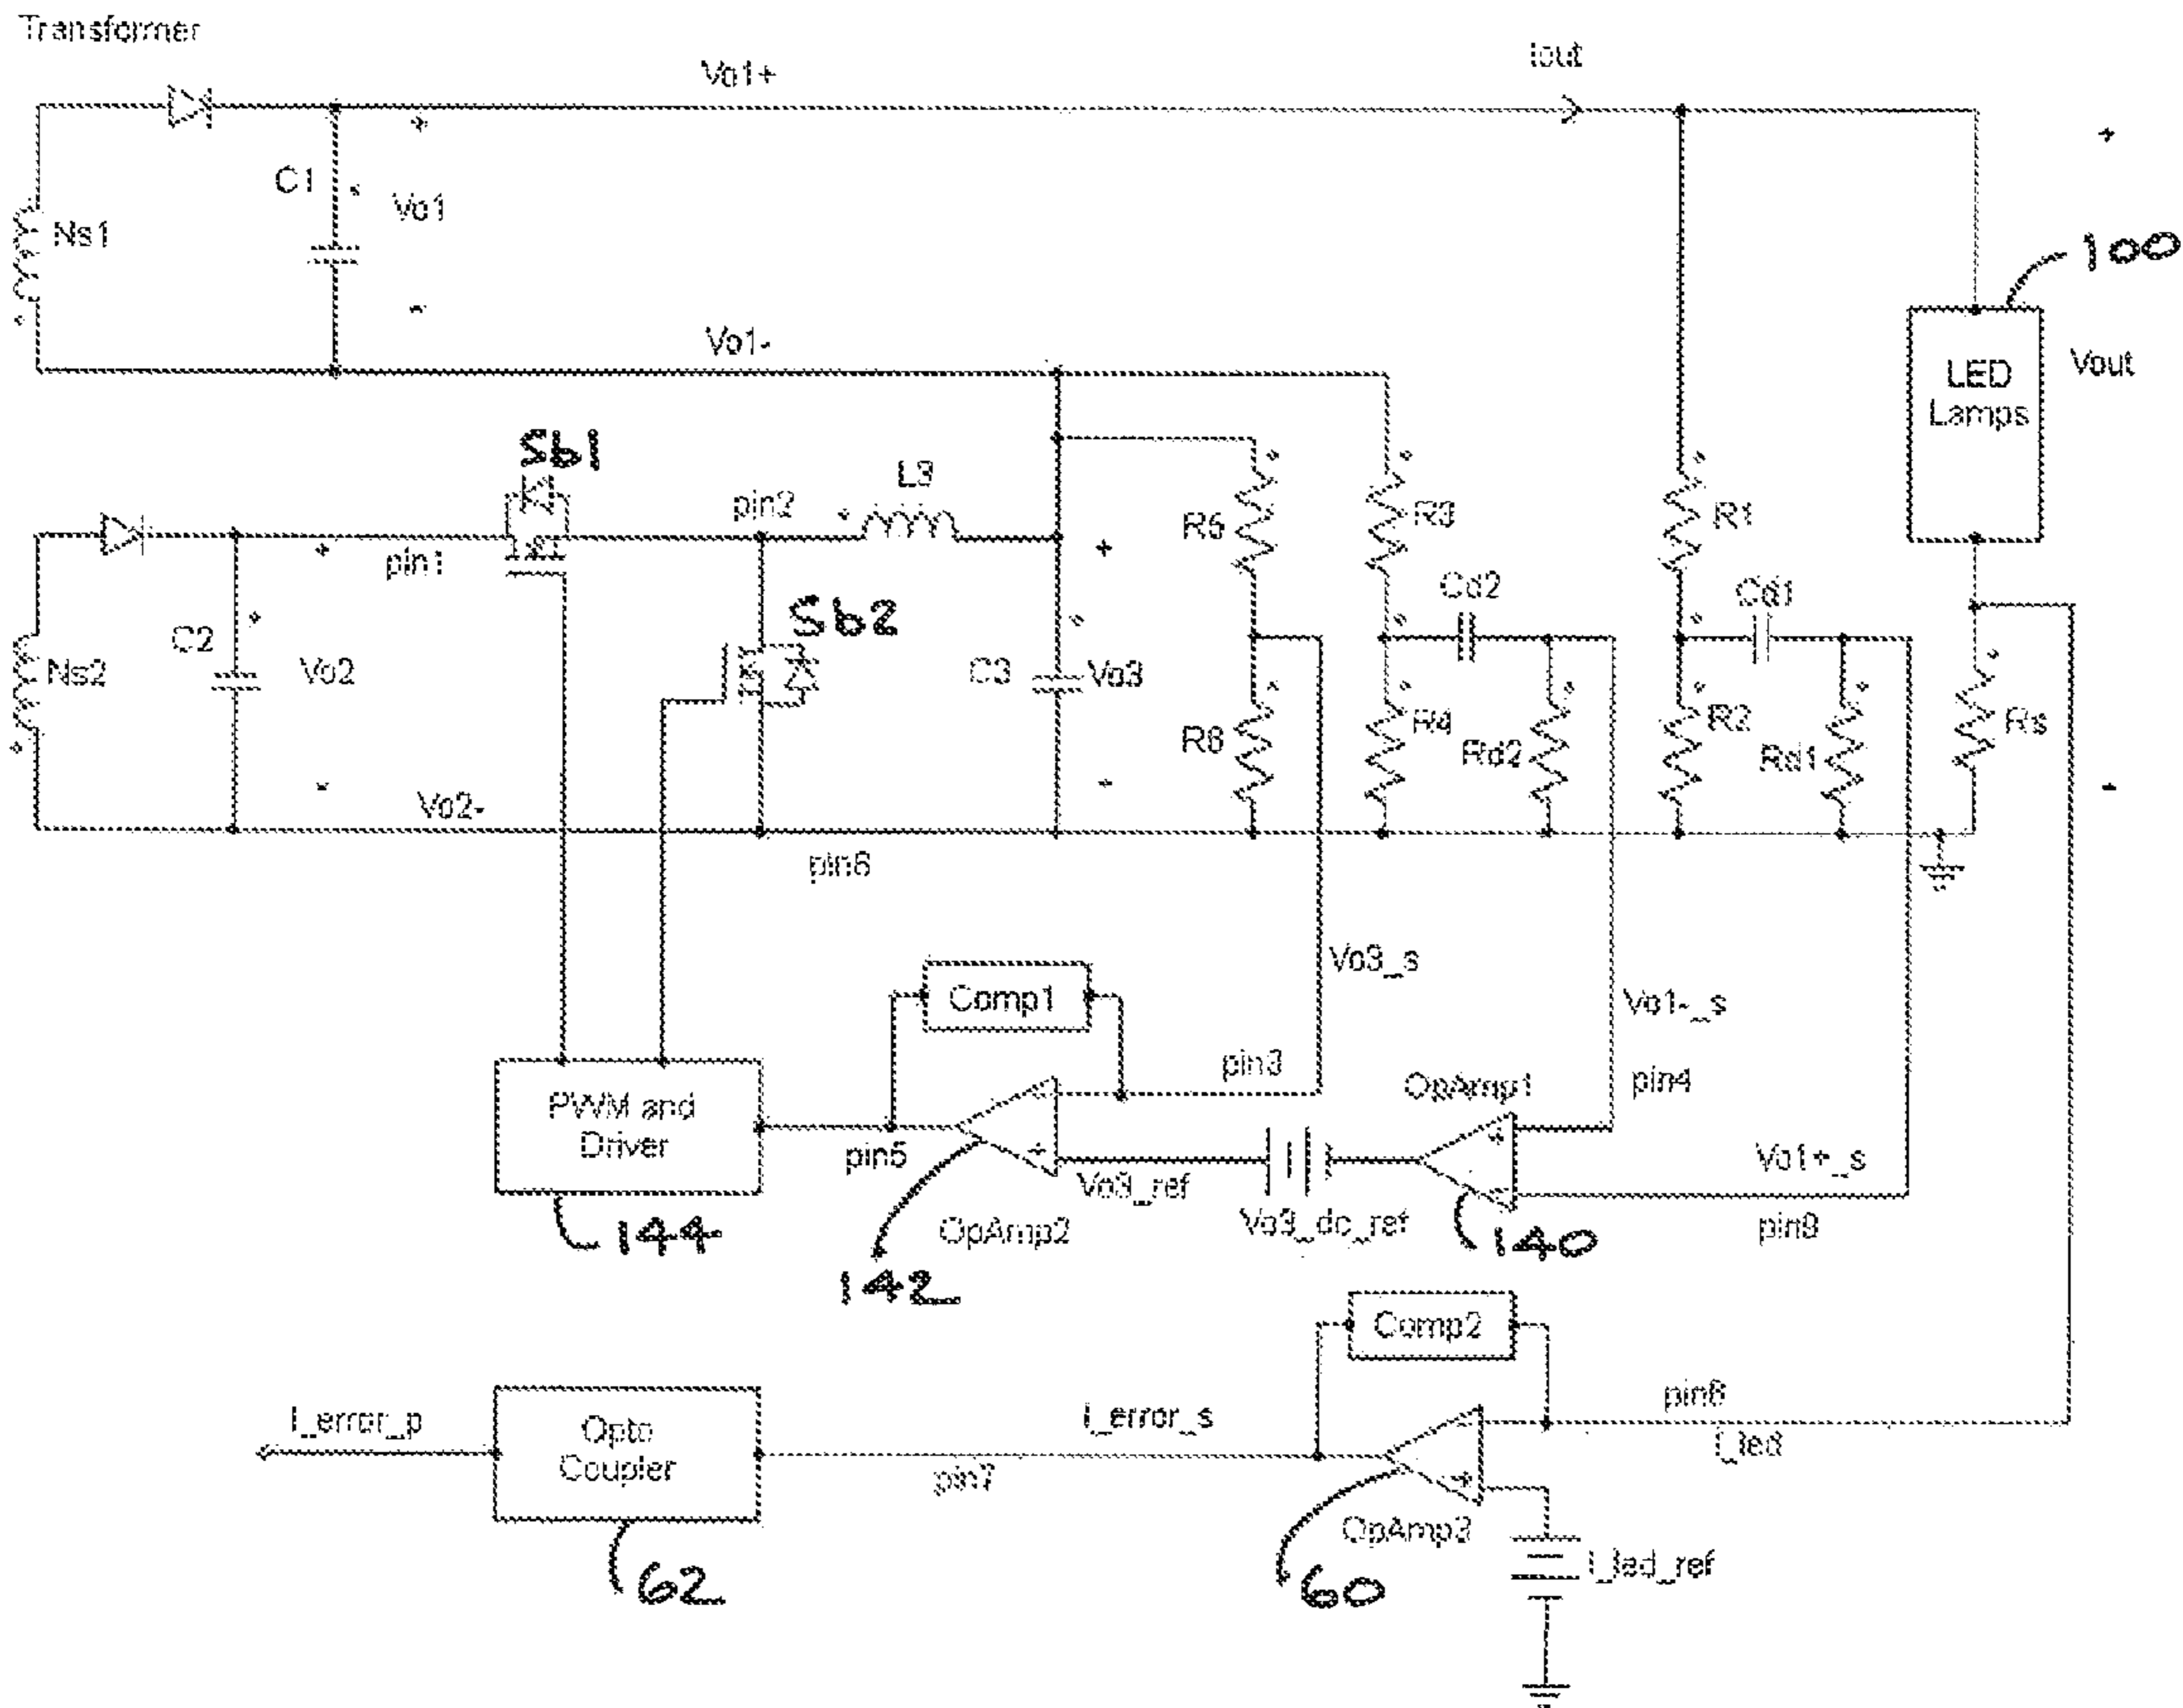 Transformer
Vo1+
Iout
+
+
C1
Vo1
Ns1
100
-
Vo1-
LED
Lamps
Vout
Sb1
L3
pin2
R5
R3
R1
+
+
pin1
Cd2
Cd1
Sb2
C2
Vo2
Ns2
C3
Vo3
R6
R4
Rd2
R2
Rd1
Rs
-
+
-
Vo2-
pin8
Vo3_s
Comp1
Vo1-_s
pin3
pin4
OpAmp1
PWM and
Driver
pin5
Vo3_ref
Vo1+_s
144
OpAmp2
Vo3_dc_ref
140
pin9
142
Comp2
pin6
I_error_p
Opto
Coupler
I_error_s
I_led
pin7
OpAmp3
I_led_ref
62
60